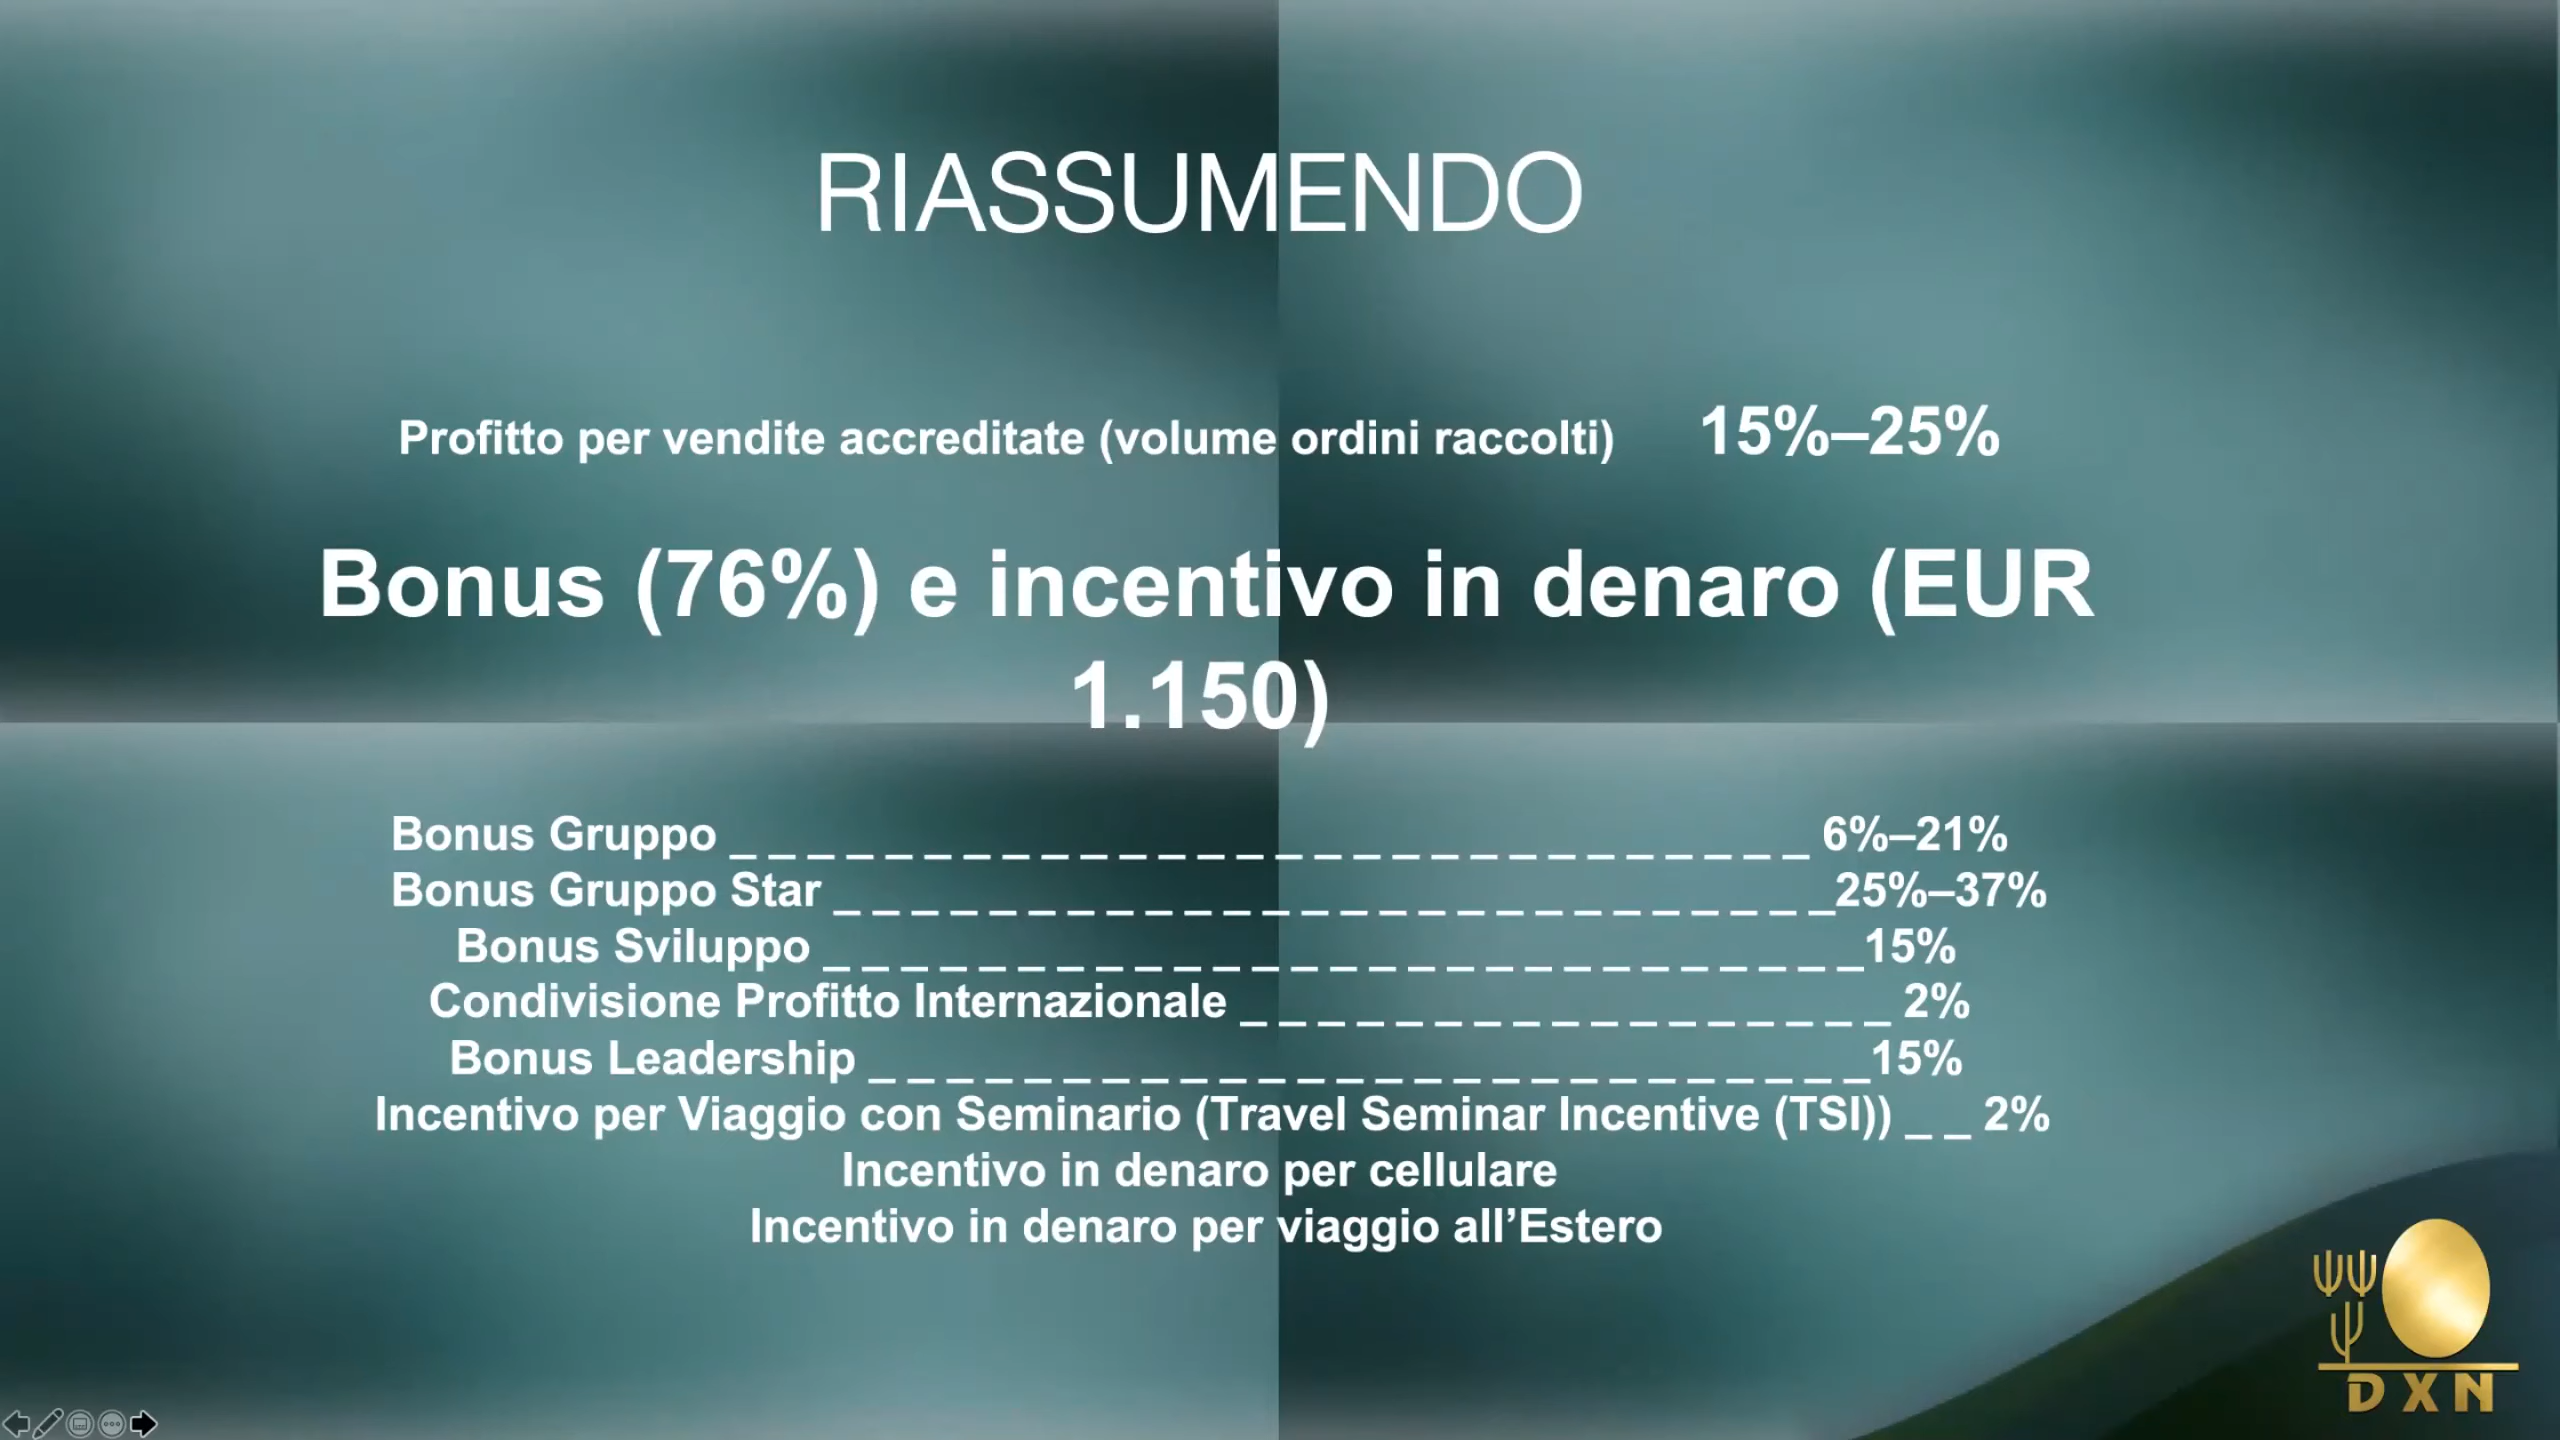 RIASSUMENDO
Profitto per vendite accreditate (volume ordini raccolti) 15%–25%
Bonus (76%) e incentivo in denaro (EUR
1.150)
Bonus Gruppo _ _ _ _ _ _ _ _ _ _ _ _ _ _ _ _ _ _ _ _ _ _ _ _ _ _ _ _ 6%–21%
Bonus Gruppo Star _ _ _ _ _ _ _ _ _ _ _ _ _ _ _ _ _ _ _ _ _ _ _ _ _ _25%–37%
Bonus Sviluppo _ _ _ _ _ _ _ _ _ _ _ _ _ _ _ _ _ _ _ _ _ _ _ _ _ _ _15%
Condivisione Profitto Internazionale _ _ _ _ _ _ _ _ _ _ _ _ _ _ _ _ _ 2%
Bonus Leadership _ _ _ _ _ _ _ _ _ _ _ _ _ _ _ _ _ _ _ _ _ _ _ _ _ _15%
Incentivo per Viaggio con Seminario (Travel Seminar Incentive (TSI)) _ _ 2%
Incentivo in denaro per cellulare
Incentivo in denaro per viaggio all’Estero
DXN